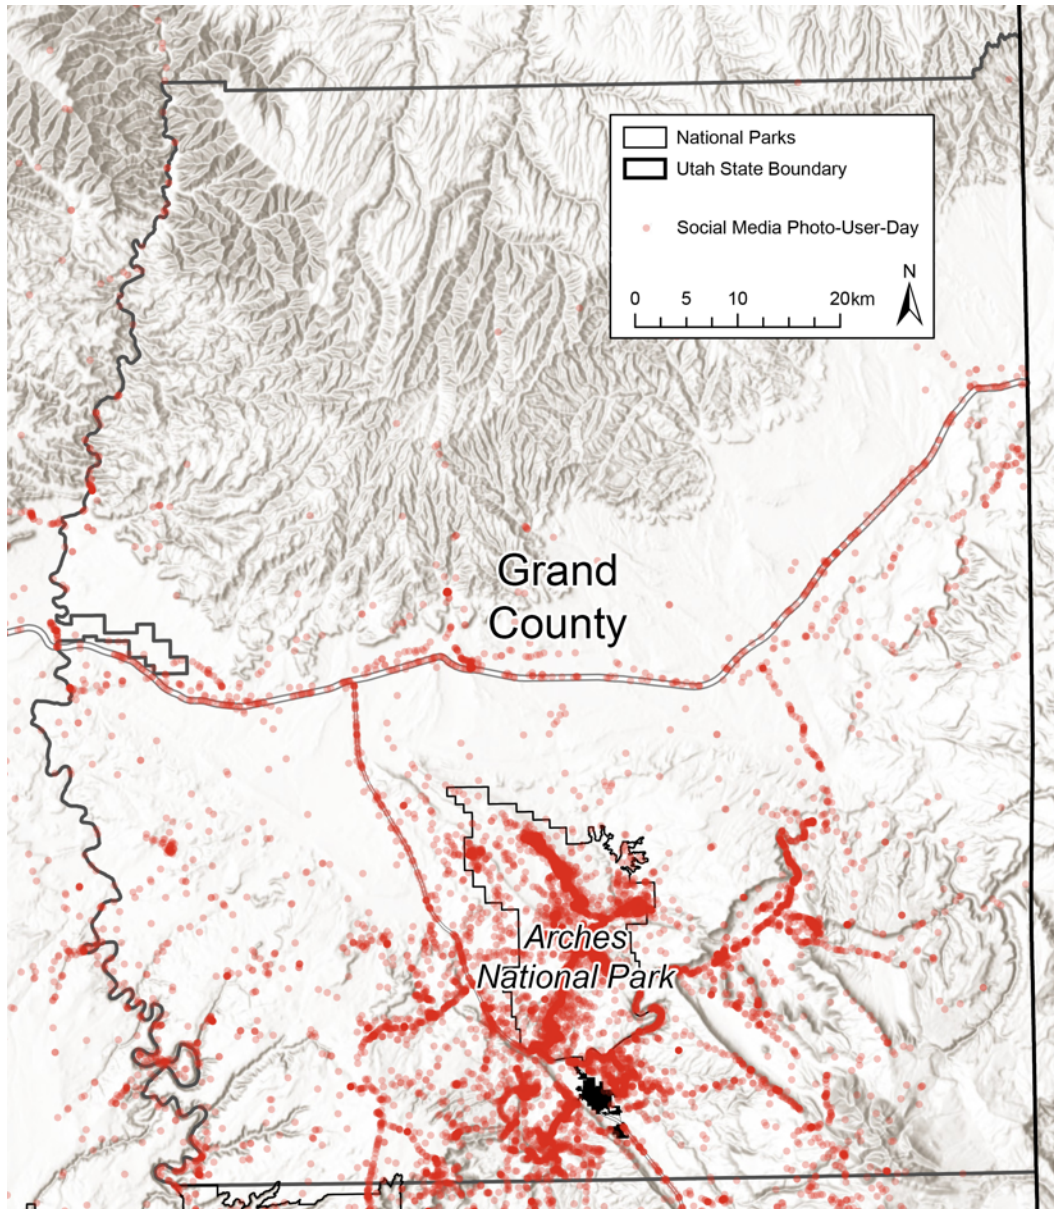 National Parks
Utah State Boundary
Social Media Photo-User-Day
N
0 5 10 20km
Grand
County
Arches
National Park